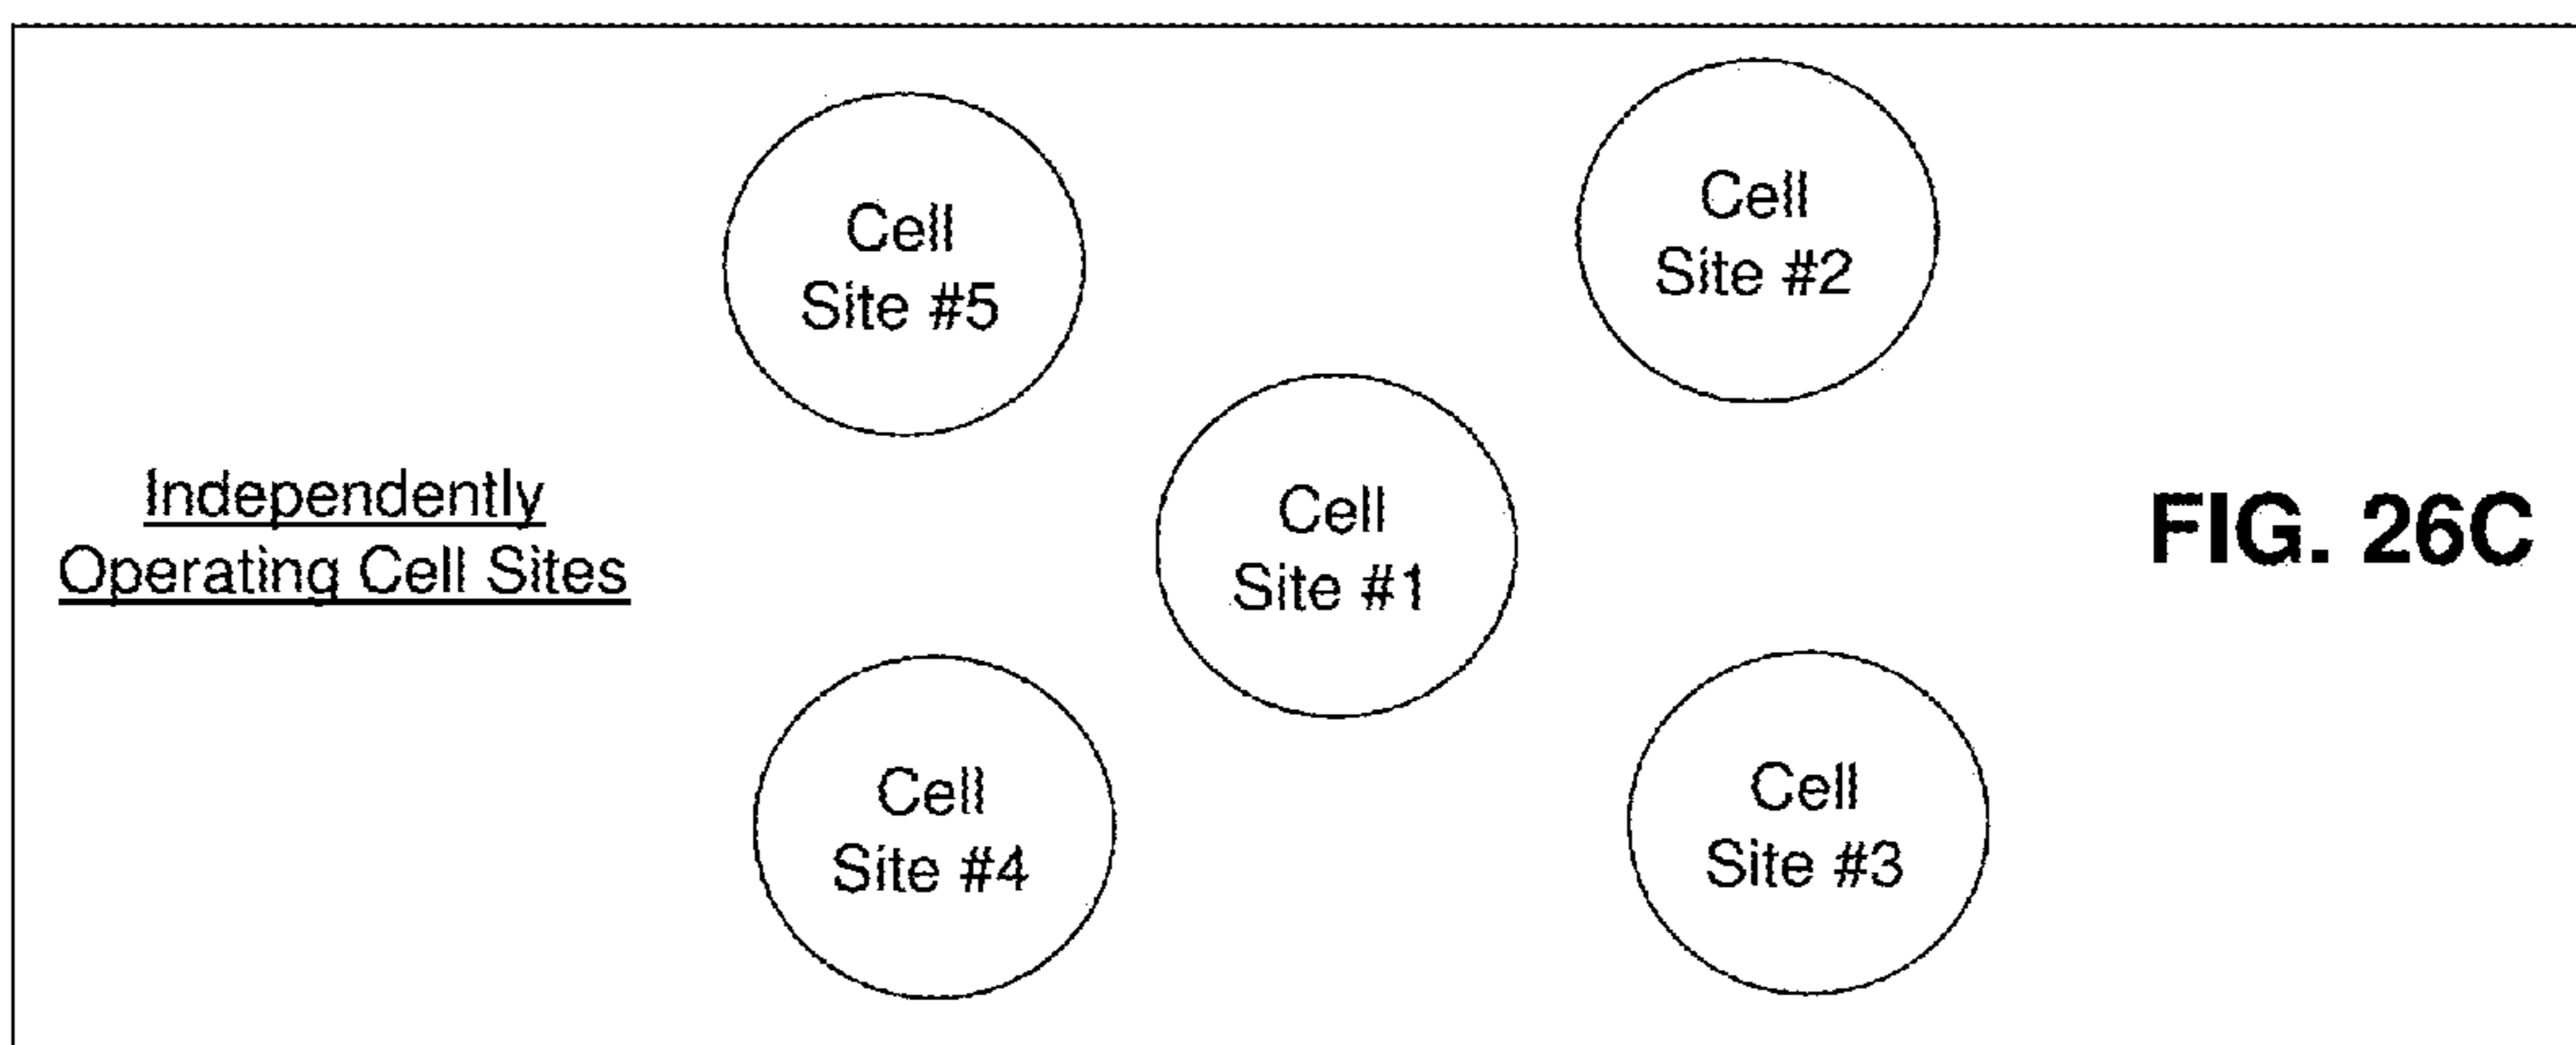 Cell
Site #5
Cell
Site #2
Independently
Operating Cell Sites
Cell
Site #1
FIG. 26C
Cell
Site #4
Cell
Site #3